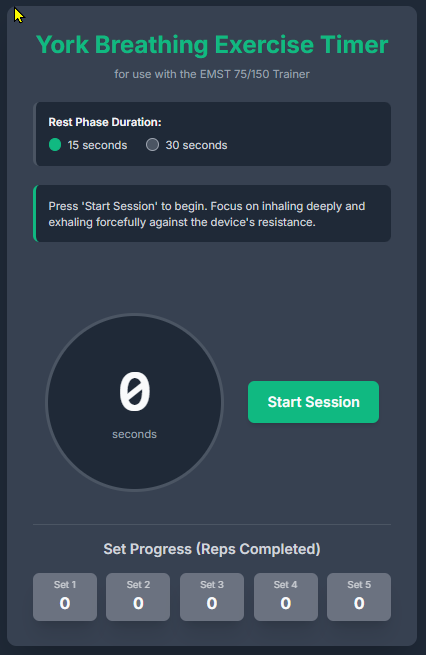 York Breathing Exercise Timer
for use with the EMST 75/150 Trainer
Rest Phase Duration:
15 seconds 30 seconds
Press 'Start Session' to begin. Focus on inhaling deeply and
exhaling forcefully against the device's resistance.
0
seconds
Start Session
Set Progress (Reps Completed)
Set 1 Set 2 Set 3 Set 4 Set 5
0 0 0 0 0